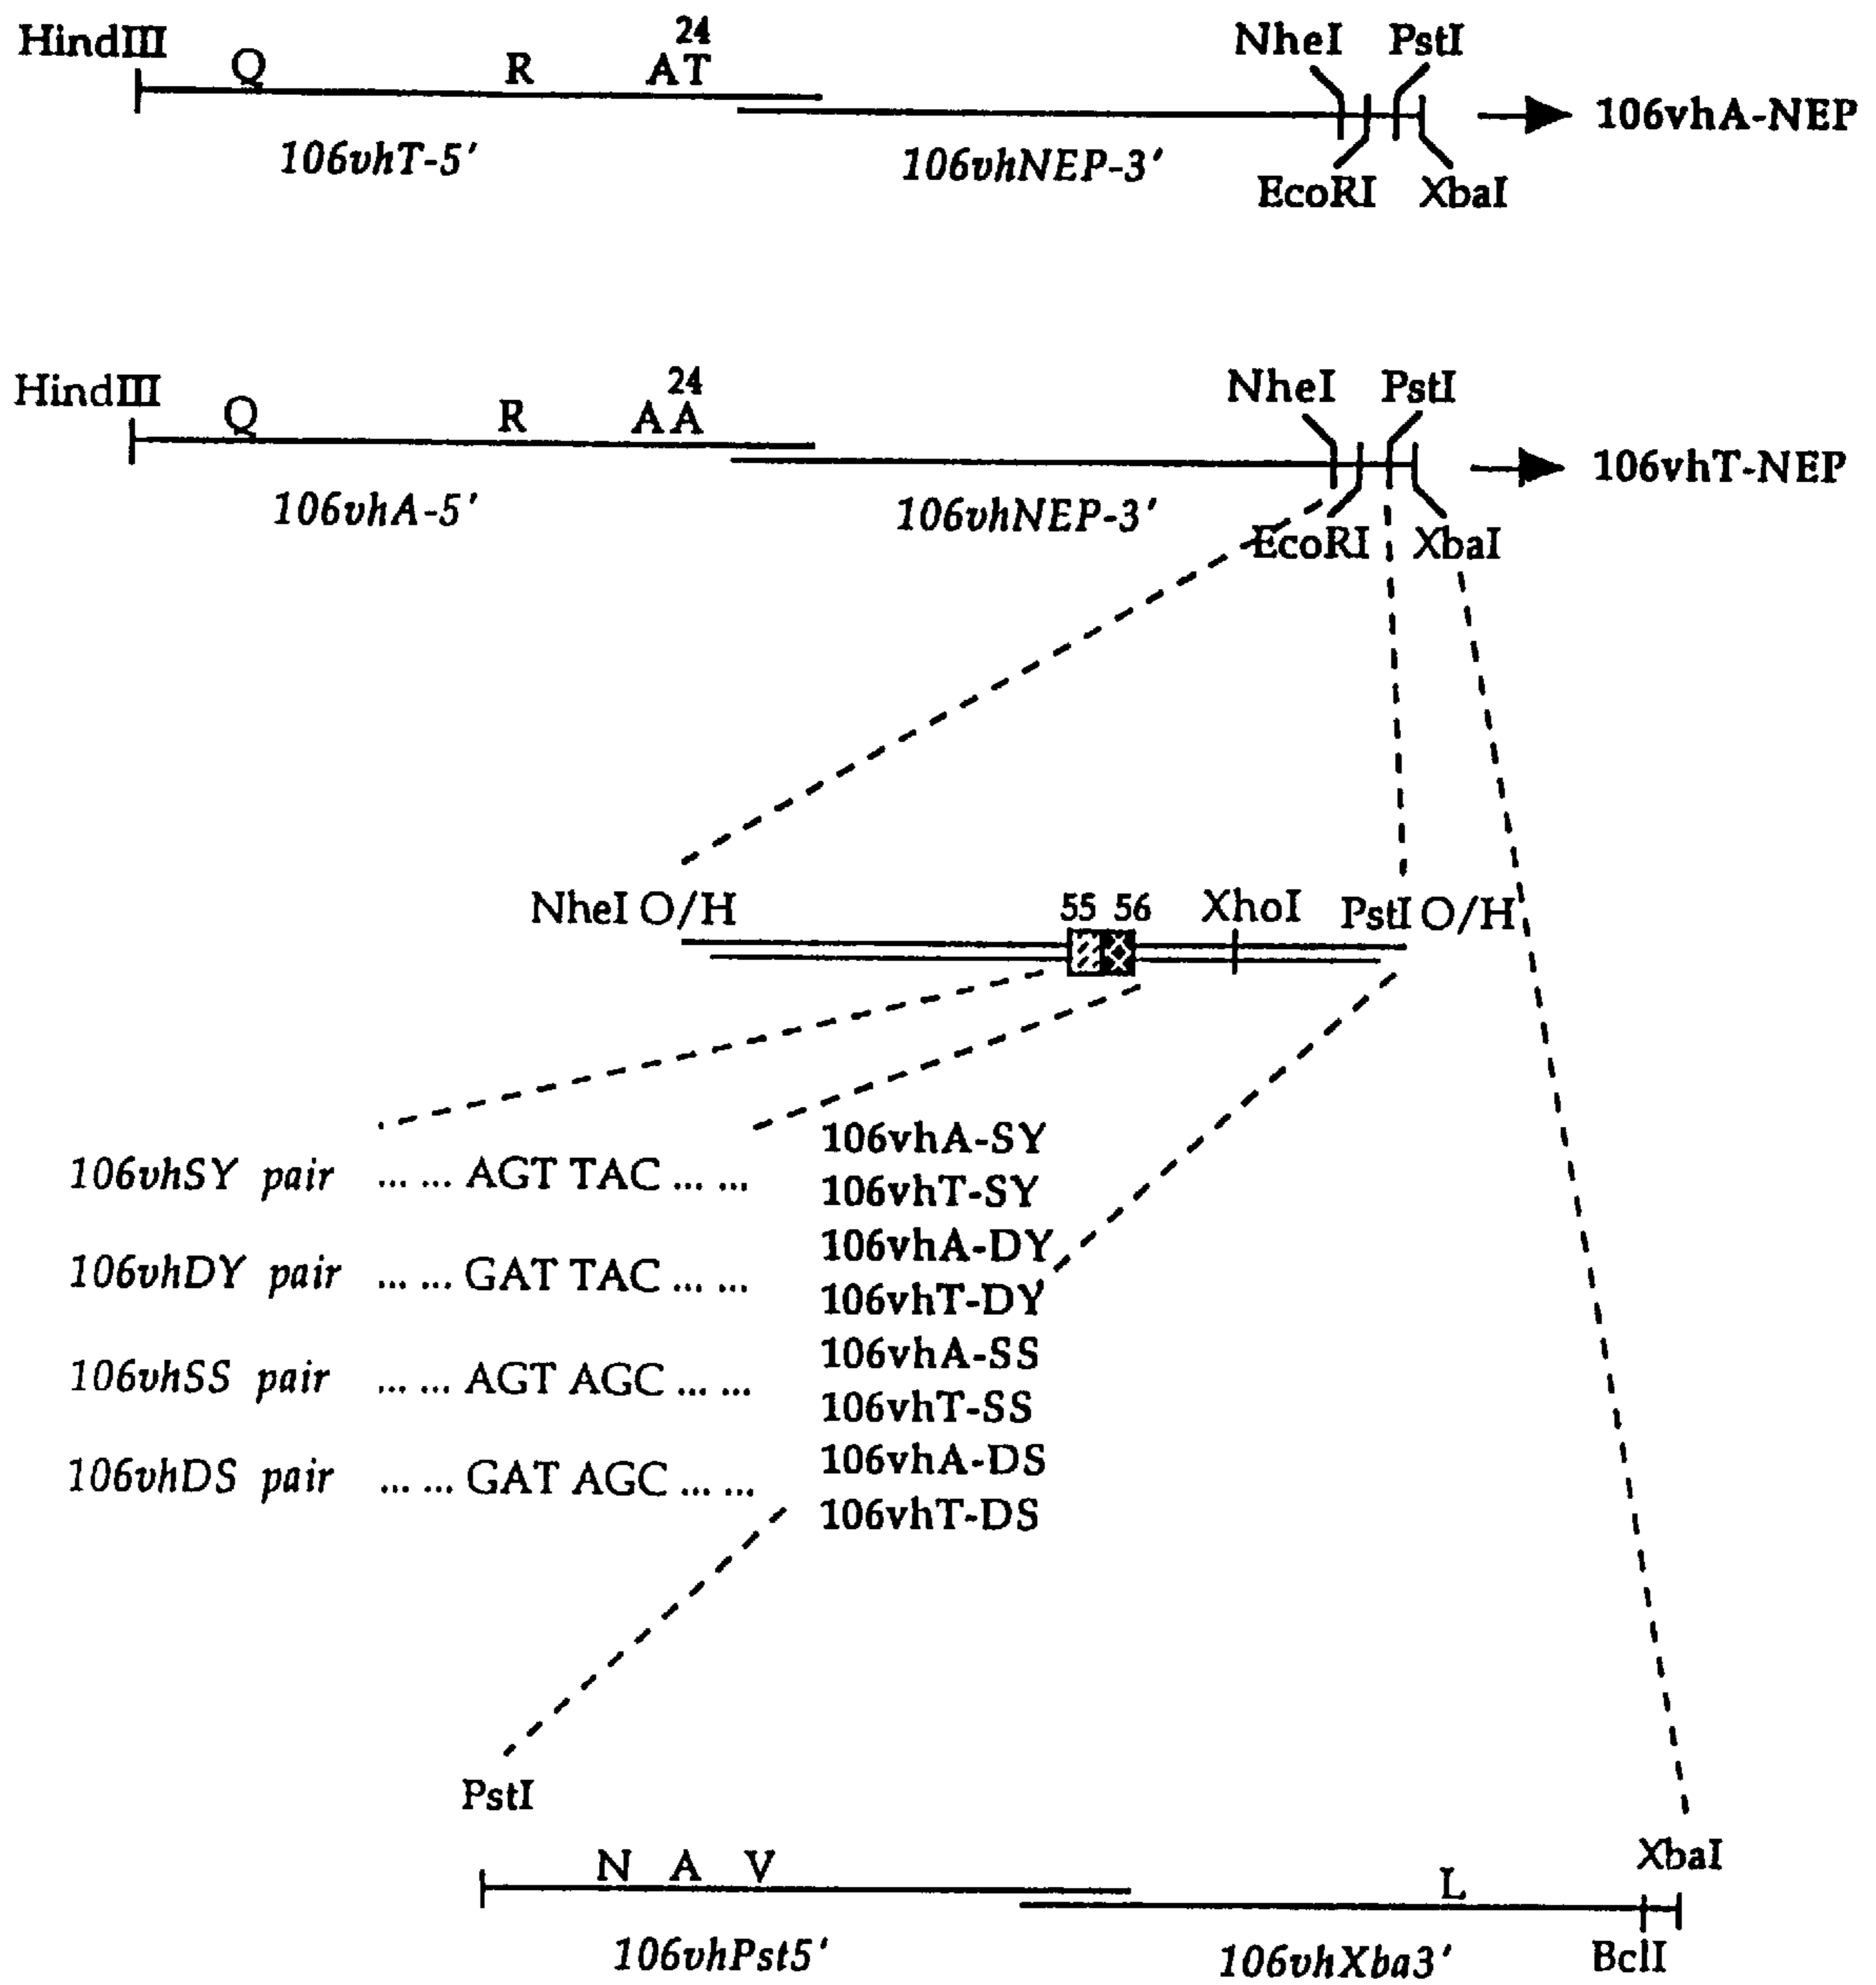 HindIII Q R 24 AT NheI PstI
106vhT-5' 106vhNEP-3' EcoRI XbaI 106vhA-NEP
HindIII Q R 24 AA NheI PstI
106vhA-5' 106vhNEP-3' EcoRI XbaI 106vhT-NEP
NheI O/H 55 56 XhoI PstI O/H
106vhSY pair ... ... AGT TAC ... ...
106vhDY pair ... ... GAT TAC ... ...
106vhSS pair ... ... AGT AGC ... ...
106vhDS pair ... ... GAT AGC ... ...
106vhA-SY
106vhT-SY
106vhA-DY
106vhT-DY
106vhA-SS
106vhT-SS
106vhA-DS
106vhT-DS
PstI
N A V L XbaI
106vhPst5' 106vhXba3' BclI